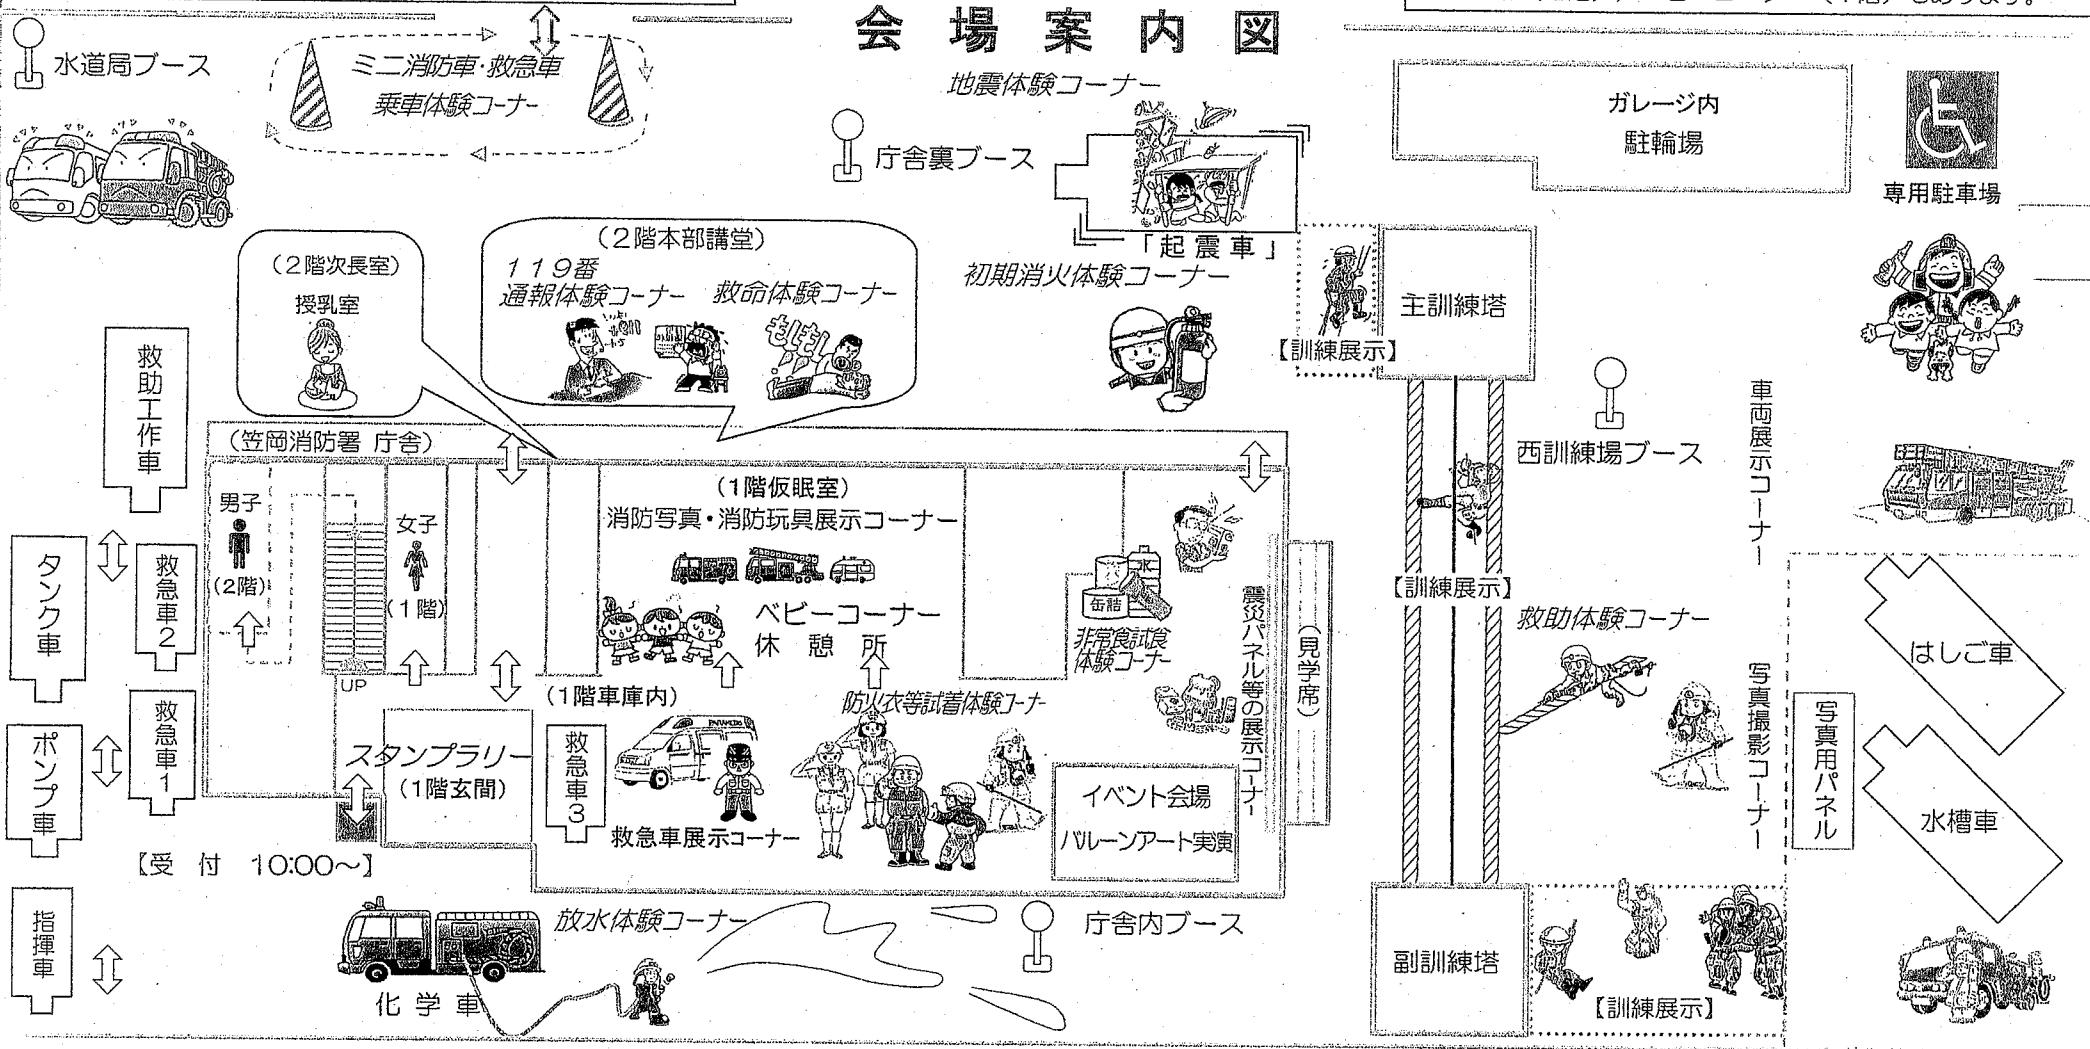 会場案内図
(1階)もあります。
水道局ブース
ミニ消防車・救急車
乗車体験コーナー
地震体験コーナー
庁舎裏ブース
「起震車」
ガレージ内
駐輪場
専用駐車場
(2階次長室)
授乳室
(2階本部講堂)
119番
通報体験コーナー
救命体験コーナー
もしもし
初期消火体験コーナー
【訓練展示】
主訓練塔
西訓練場ブース
車両展示コーナー
救助工作車
(笠岡消防署 庁舎)
男子
(2階)
UP
女子
(1階)
(1階仮眠室)
消防写真・消防玩具展示コーナー
ベビーコーナー
休憩所
水
缶詰
非常食試食
体験コーナー
震災パネル等の展示コーナー
(見学席)
【訓練展示】
救助体験コーナー
写真撮影コーナー
写真用パネル
はしご車
水槽車
タンク車
救急車2
ポンプ車
救急車1
スタンプラリー
(1階玄関)
(1階車庫内)
救急車3
救急車展示コーナー
防火衣等試着体験コーナー
イベント会場
バルーンアート実演
【受付 10:00~】
指揮車
化学車
放水体験コーナー
庁舎内ブース
副訓練塔
【訓練展示】